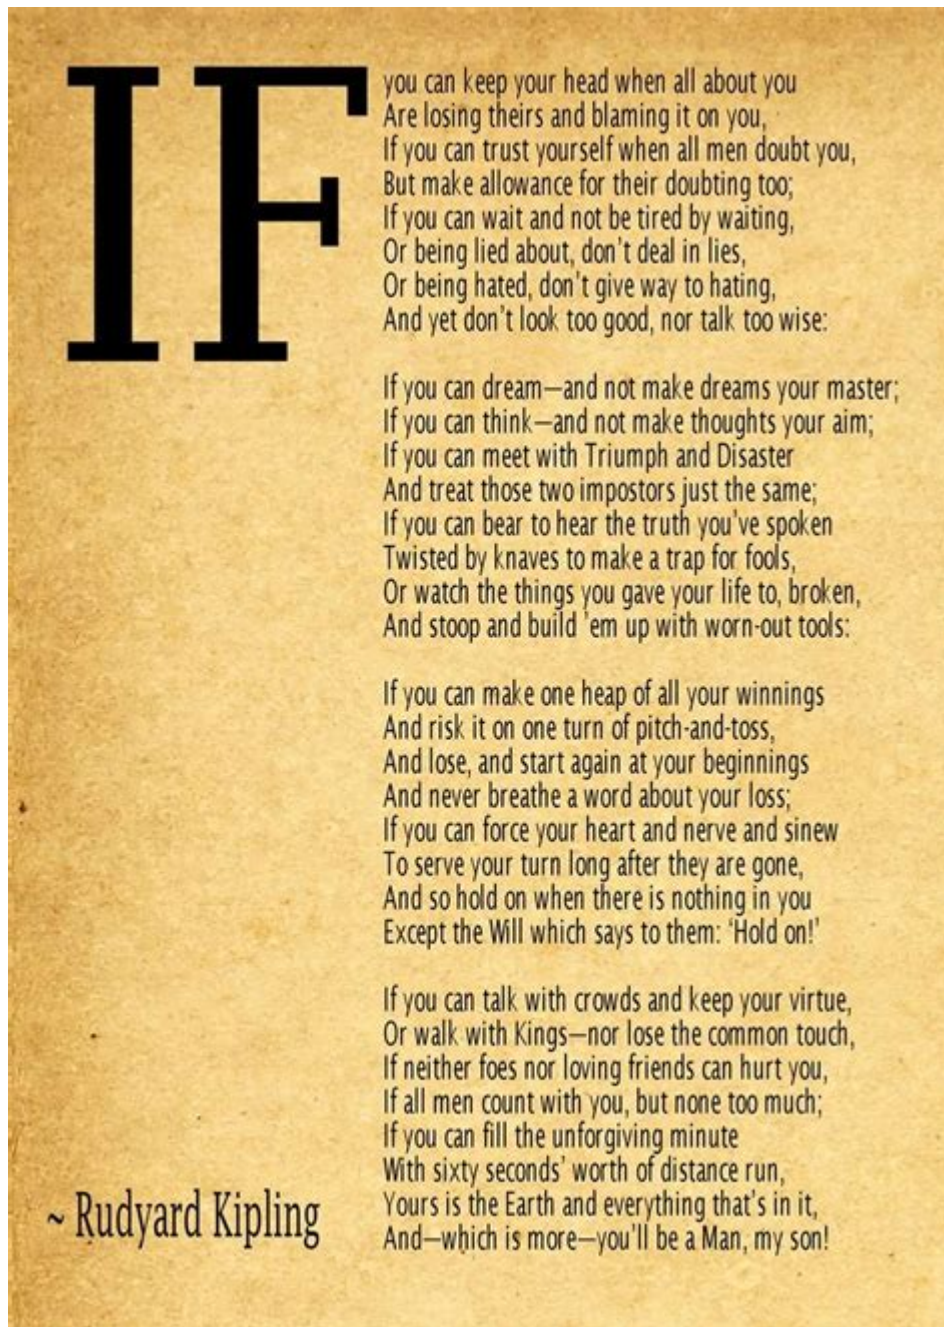 IF you can keep your head when all about you
Are losing theirs and blaming it on you,
If you can trust yourself when all men doubt you,
But make allowance for their doubting too;
If you can wait and not be tired by waiting,
Or being lied about, don't deal in lies,
Or being hated, don't give way to hating,
And yet don't look too good, nor talk too wise:
If you can dream—and not make dreams your master;
If you can think—and not make thoughts your aim;
If you can meet with Triumph and Disaster
And treat those two impostors just the same;
If you can bear to hear the truth you've spoken
Twisted by knaves to make a trap for fools,
Or watch the things you gave your life to, broken,
And stoop and build 'em up with worn-out tools:
If you can make one heap of all your winnings
And risk it on one turn of pitch-and-toss,
And lose, and start again at your beginnings
And never breathe a word about your loss;
If you can force your heart and nerve and sinew
To serve your turn long after they are gone,
And so hold on when there is nothing in you
Except the Will which says to them: ‘Hold on!'
If you can talk with crowds and keep your virtue,
Or walk with Kings—nor lose the common touch,
If neither foes nor loving friends can hurt you,
If all men count with you, but none too much;
If you can fill the unforgiving minute
With sixty seconds’ worth of distance run,
Yours is the Earth and everything that's in it,
And—which is more—you'll be a Man, my son!
~ Rudyard Kipling